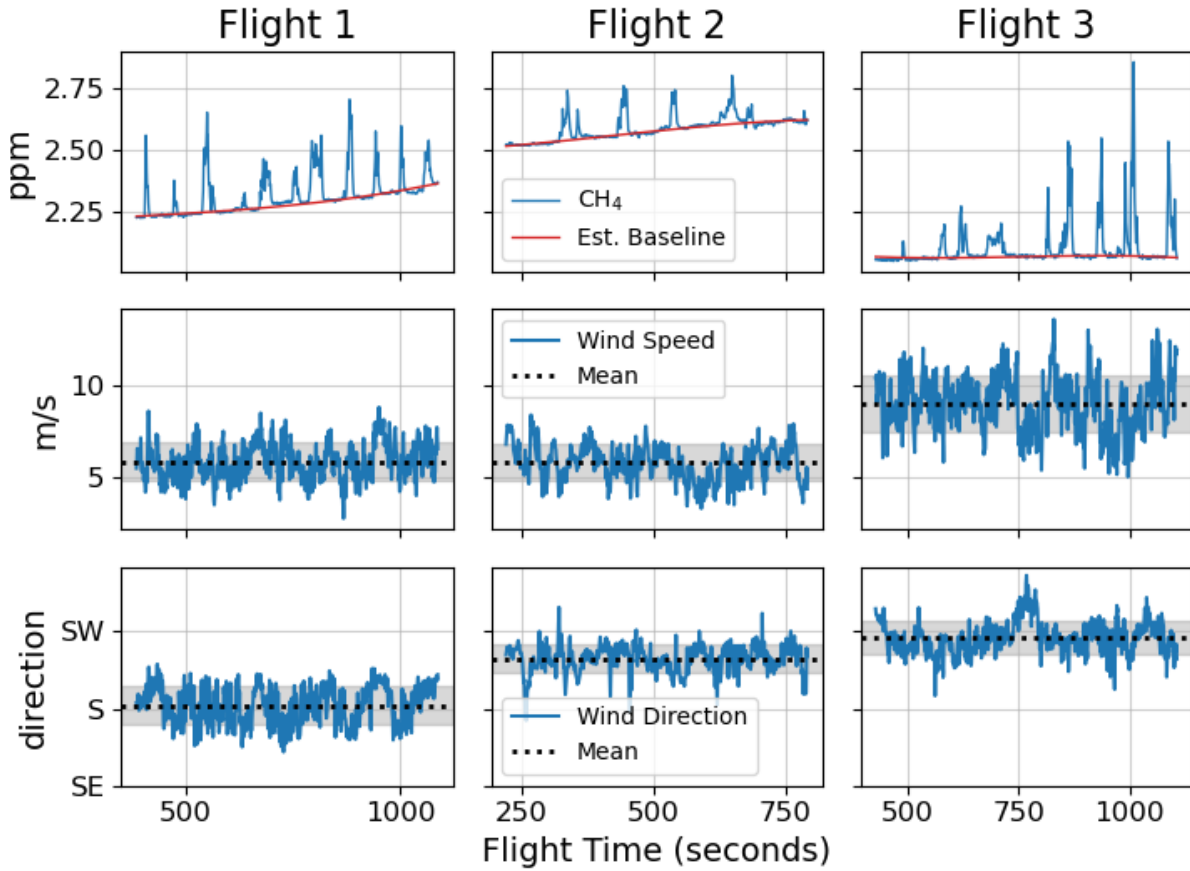 Flight 1
Flight 2
Flight 3
ppm
2.75
2.50
2.25
CH₄
Est. Baseline
m/s
10
5
Wind Speed
Mean
direction
SW
S
SE
Wind Direction
Mean
500
1000
250
500
750
500
750
1000
Flight Time (seconds)